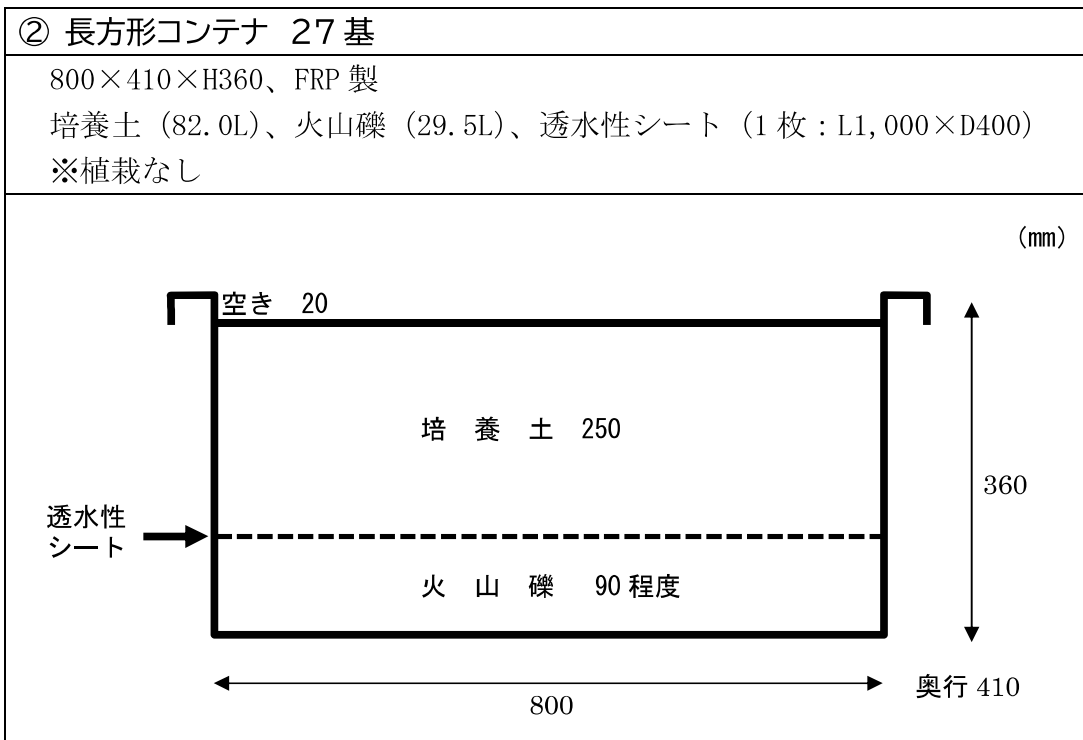 ② 長方形コンテナ 27基
800×410×H360、FRP製
培養土（82.0L）、火山礫（29.5L）、透水性シート（1枚：L1,000×D400）
※植栽なし
(mm)
空き 20
培 養 土 250
360
透水性
シート
火 山 礫 90程度
奥行410
800